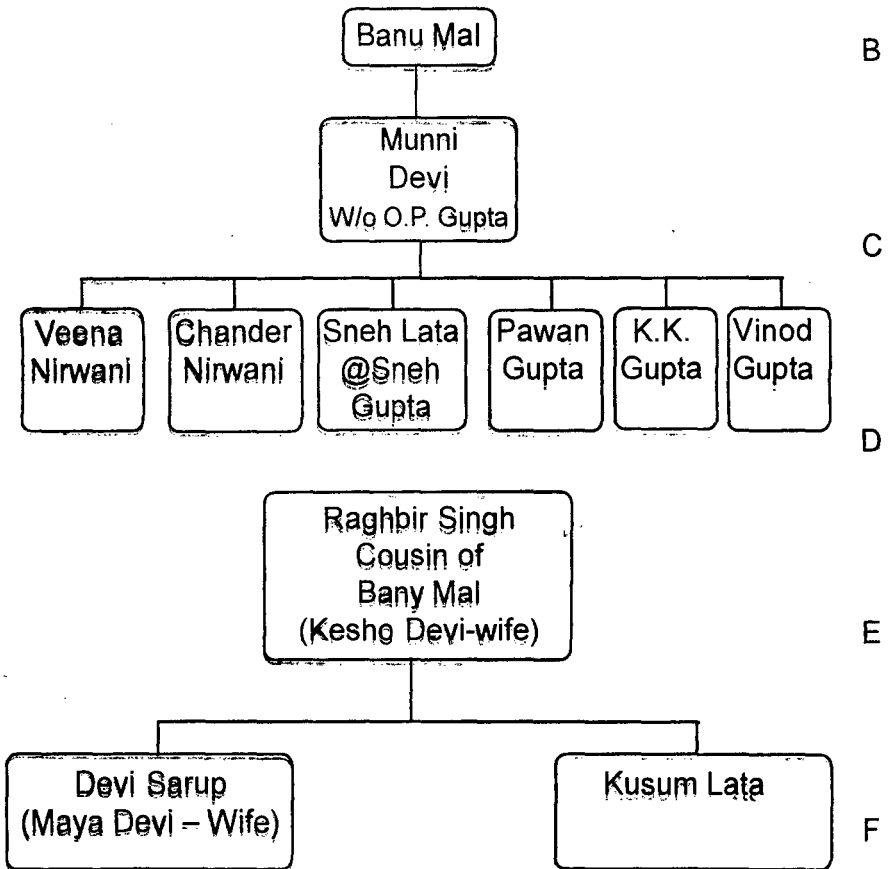 Banu Mal
B
Munni
Devi
W/o O.P. Gupta
C
Veena
Nirwani
Chander
Nirwani
Sneh Lata
@Sneh
Gupta
Pawan
Gupta
K.K.
Gupta
Vinod
Gupta
D
Raghbir Singh
Cousin of
Bany Mal
(Kesho Devi-wife)
E
Devi Sarup
(Maya Devi – Wife)
Kusum Lata
F